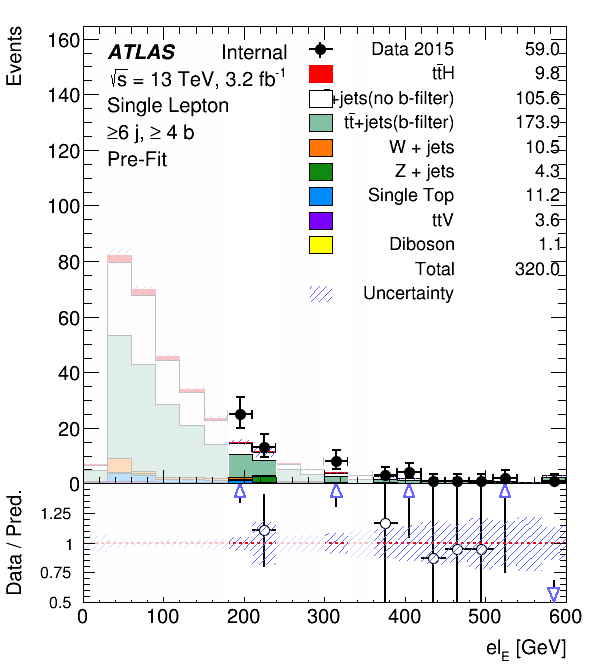 Events
160
140
120
100
80
60
40
20
0
ATLAS Internal
√s = 13 TeV, 3.2 fb⁻¹
Single Lepton
≥6 j, ≥ 4 b
Pre-Fit
Data 2015 59.0
tt̄H 9.8
+jets(no b-filter) 105.6
tt̄+jets(b-filter) 173.9
W + jets 10.5
Z + jets 4.3
Single Top 11.2
ttV 3.6
Diboson 1.1
Total 320.0
Uncertainty
Data / Pred.
1.25
1
0.75
0.5
0 100 200 300 400 500 600
el_E [GeV]